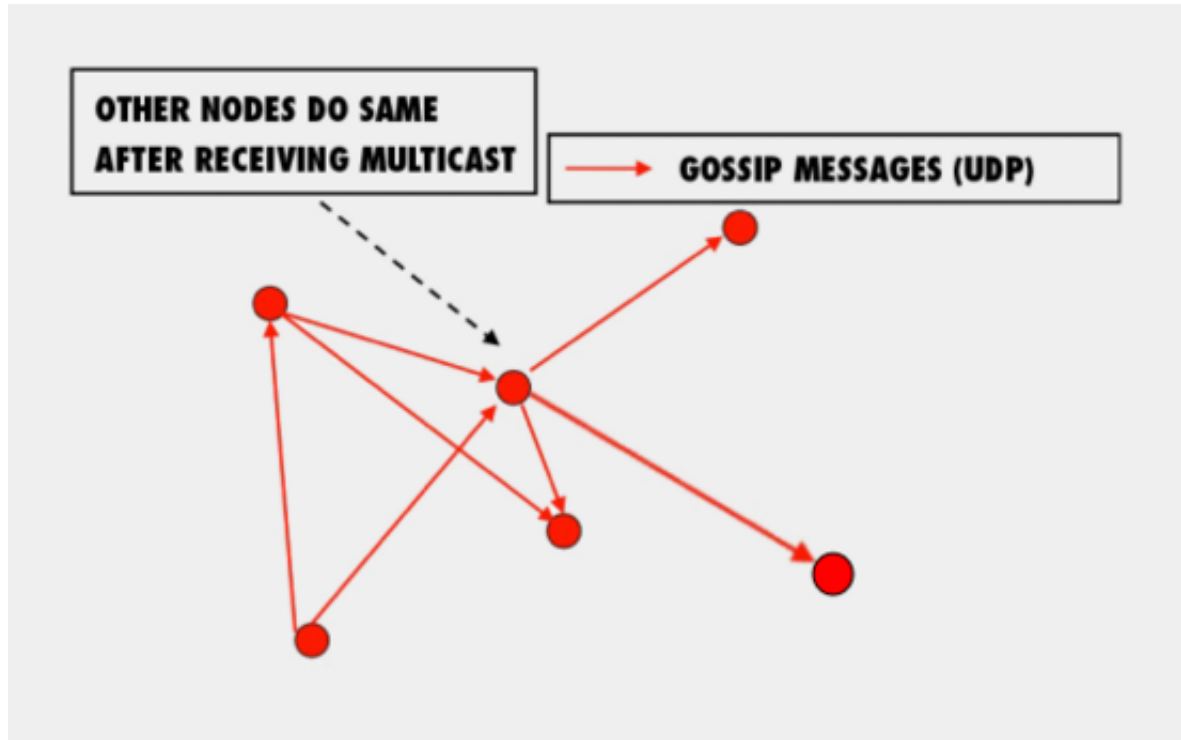 OTHER NODES DO SAME
AFTER RECEIVING MULTICAST
GOSSIP MESSAGES (UDP)